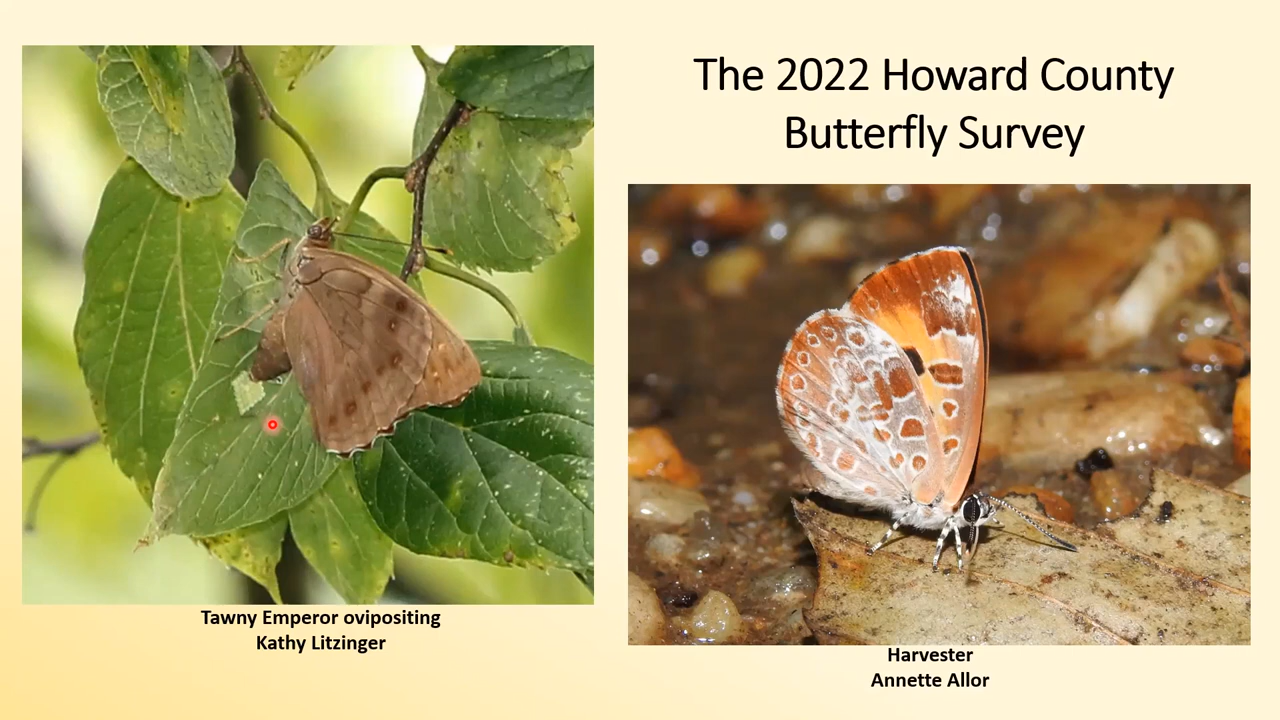 The 2022 Howard County
Butterfly Survey
Tawny Emperor ovipositing
Kathy Litzinger
Harvester
Annette Allor